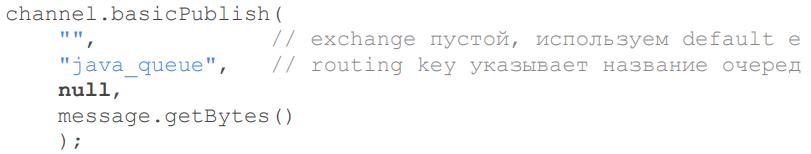 channel.basicPublish(
"", // exchange пустой, используем default e
"java_queue", // routing key указывает название очеред
null,
message.getBytes()
);